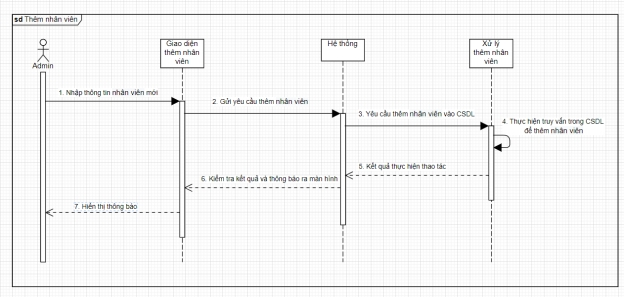 sd Thêm nhân viên
Admin
Giao diện
thêm nhân
viên
Hệ thống
Xử lý
thêm nhân
viên
1. Nhập thông tin nhân viên mới
2. Gửi yêu cầu thêm nhân viên
3. Yêu cầu thêm nhân viên vào CSDL
4. Thực hiện truy vấn trong CSDL
để thêm nhân viên
5. Kết quả thực hiện thao tác
6. Kiểm tra kết quả và thông báo ra màn hình
7. Hiển thị thông báo